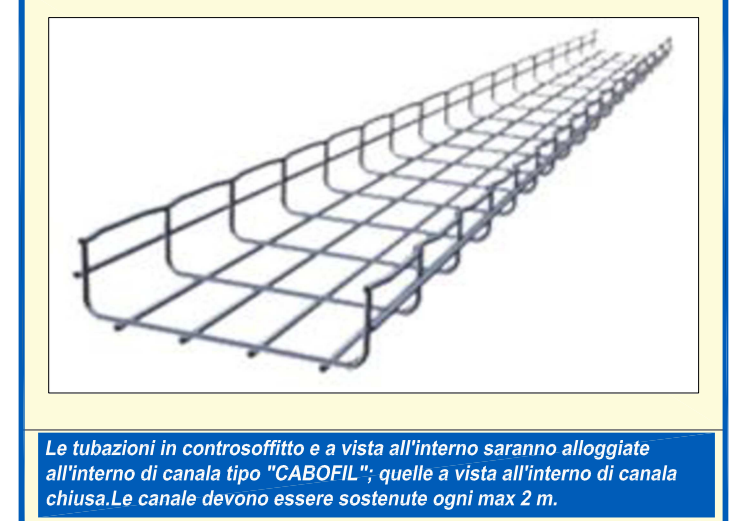 Le tubazioni in controsoffitto e a vista all'interno saranno alloggiate
all'interno di canala tipo "CABOFIL"; quelle a vista all'interno di canala
chiusa.Le canale devono essere sostenute ogni max 2 m.